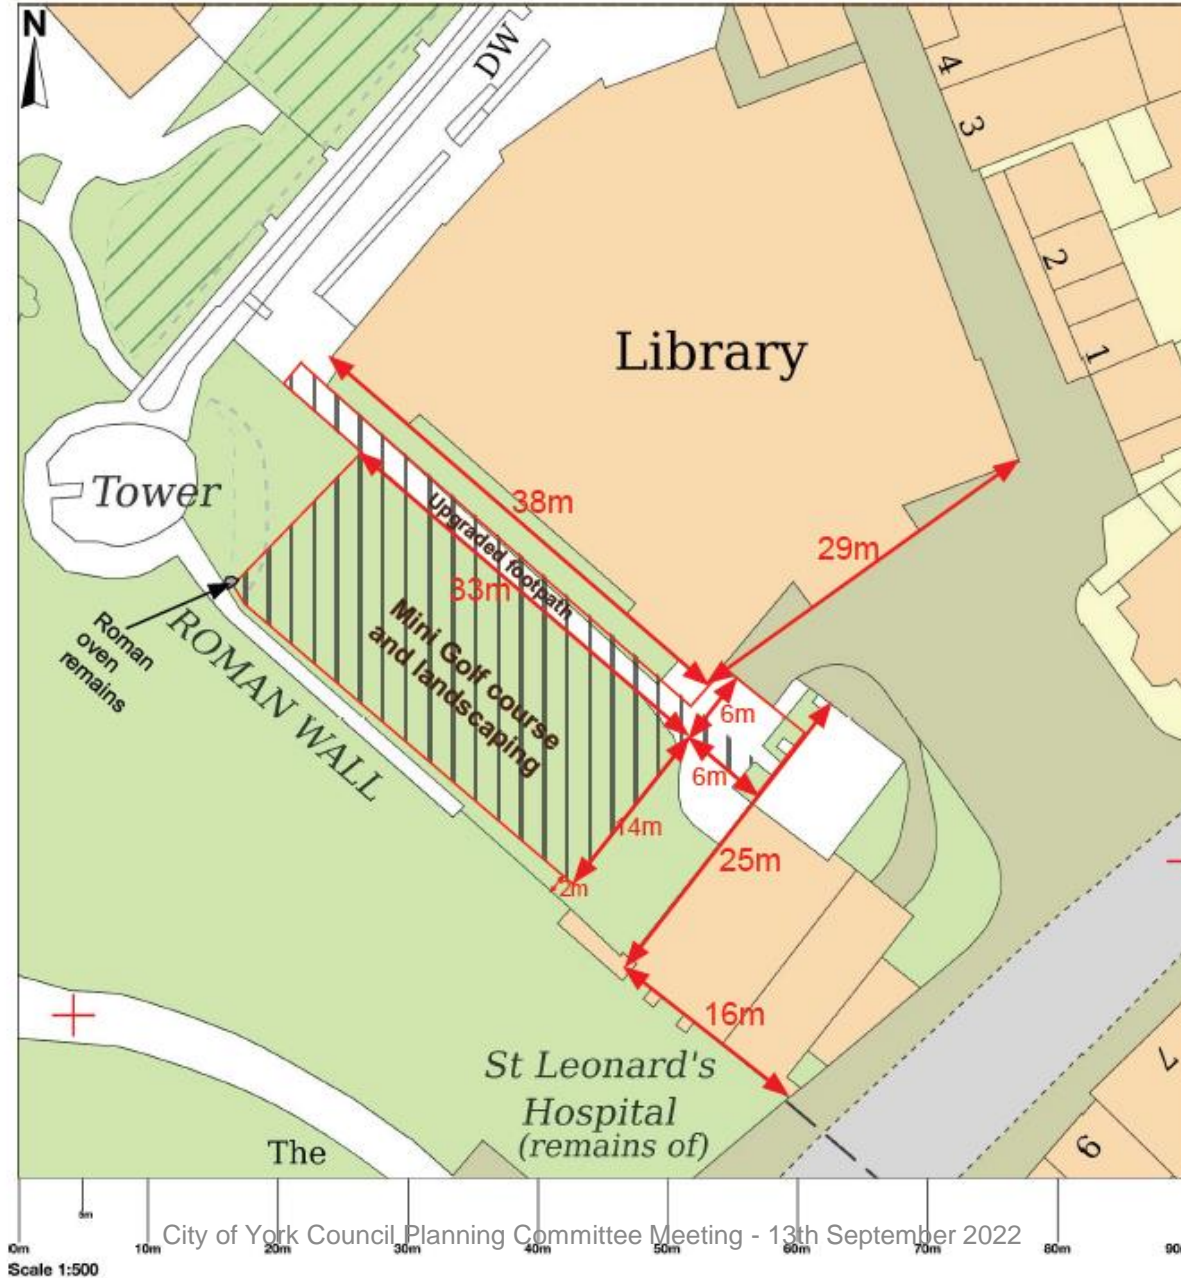 N
DW
4
3
2
1
Library
Tower
38m
29m
Upgraded footpath
33m
Mini Golf course
and landscaping
Roman
oven
remains
ROMAN WALL
6m
6m
14m
2m
25m
16m
St Leonard's
Hospital
(remains of)
The
7
9
5m
City of York Council Planning Committee Meeting - 13th September 2022
0m 10m 20m 30m 40m 50m 60m 70m 80m
Scale 1:500